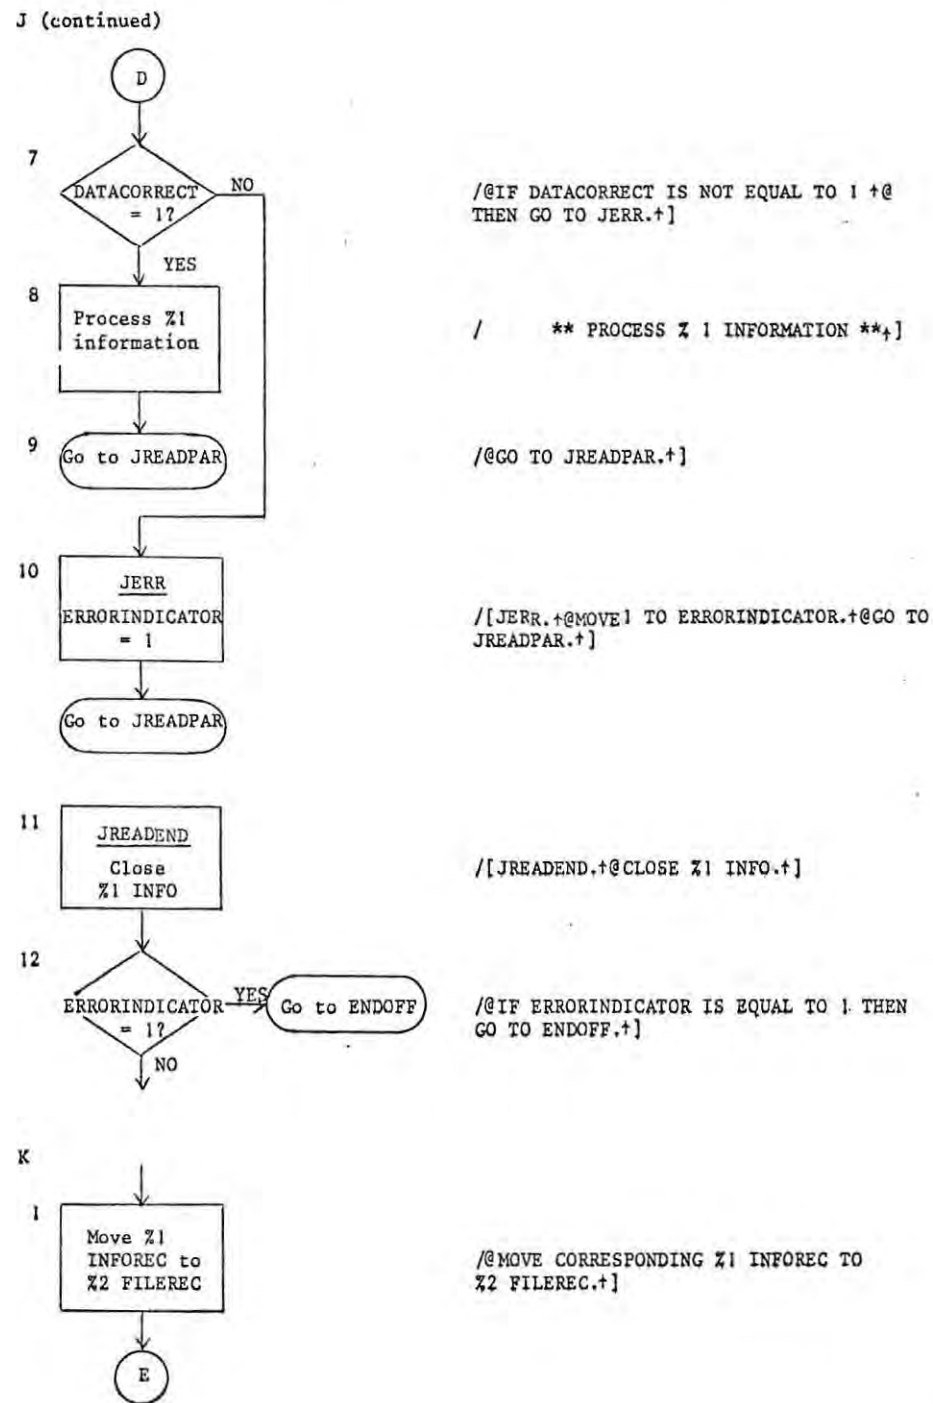 J (continued)
D
7
DATACORRECT
= 1?
NO
YES
/@IF DATACORRECT IS NOT EQUAL TO 1 ↑@
THEN GO TO JERR.↑]
8
Process %1
information
/ ** PROCESS % 1 INFORMATION **↑]
9
Go to JREADPAR
/@GO TO JREADPAR.↑]
10
JERR
ERRORINDICATOR
= 1
/[JERR.↑@MOVE1 TO ERRORINDICATOR.↑@GO TO
JREADPAR.↑]
Go to JREADPAR
11
JREADEND
Close
%1 INFO
/[JREADEND.↑@CLOSE %1 INFO.↑]
12
ERRORINDICATOR
= 1?
YES
Go to ENDOFF
NO
/@IF ERRORINDICATOR IS EQUAL TO 1 THEN
GO TO ENDOFF.↑]
K
1
Move %1
INFOREC to
%2 FILEREC
/@MOVE CORRESPONDING %1 INFOREC TO
%2 FILEREC.↑]
E